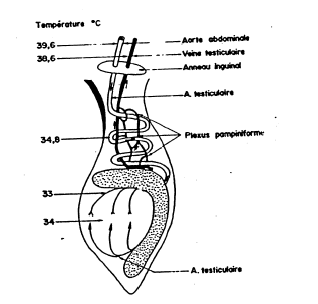 Température °C
39,6
Aorte abdominale
38,6
Veine testiculaire
Anneau inguinal
A. testiculaire
34,8
Plexus pampiniforme
33
34
A. testiculaire